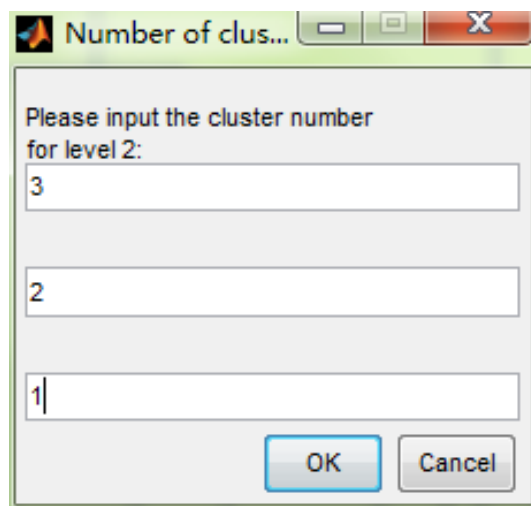 Number of clus...
Please input the cluster number
for level 2:
3
2
1
OK Cancel